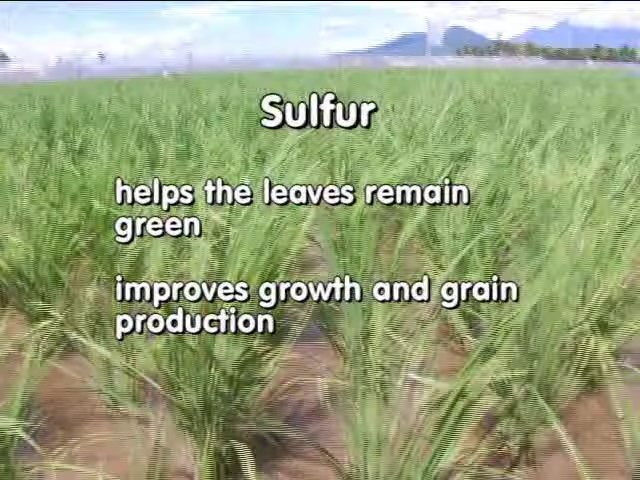 Sulfur
helps the leaves remain
green
improves growth and grain
production